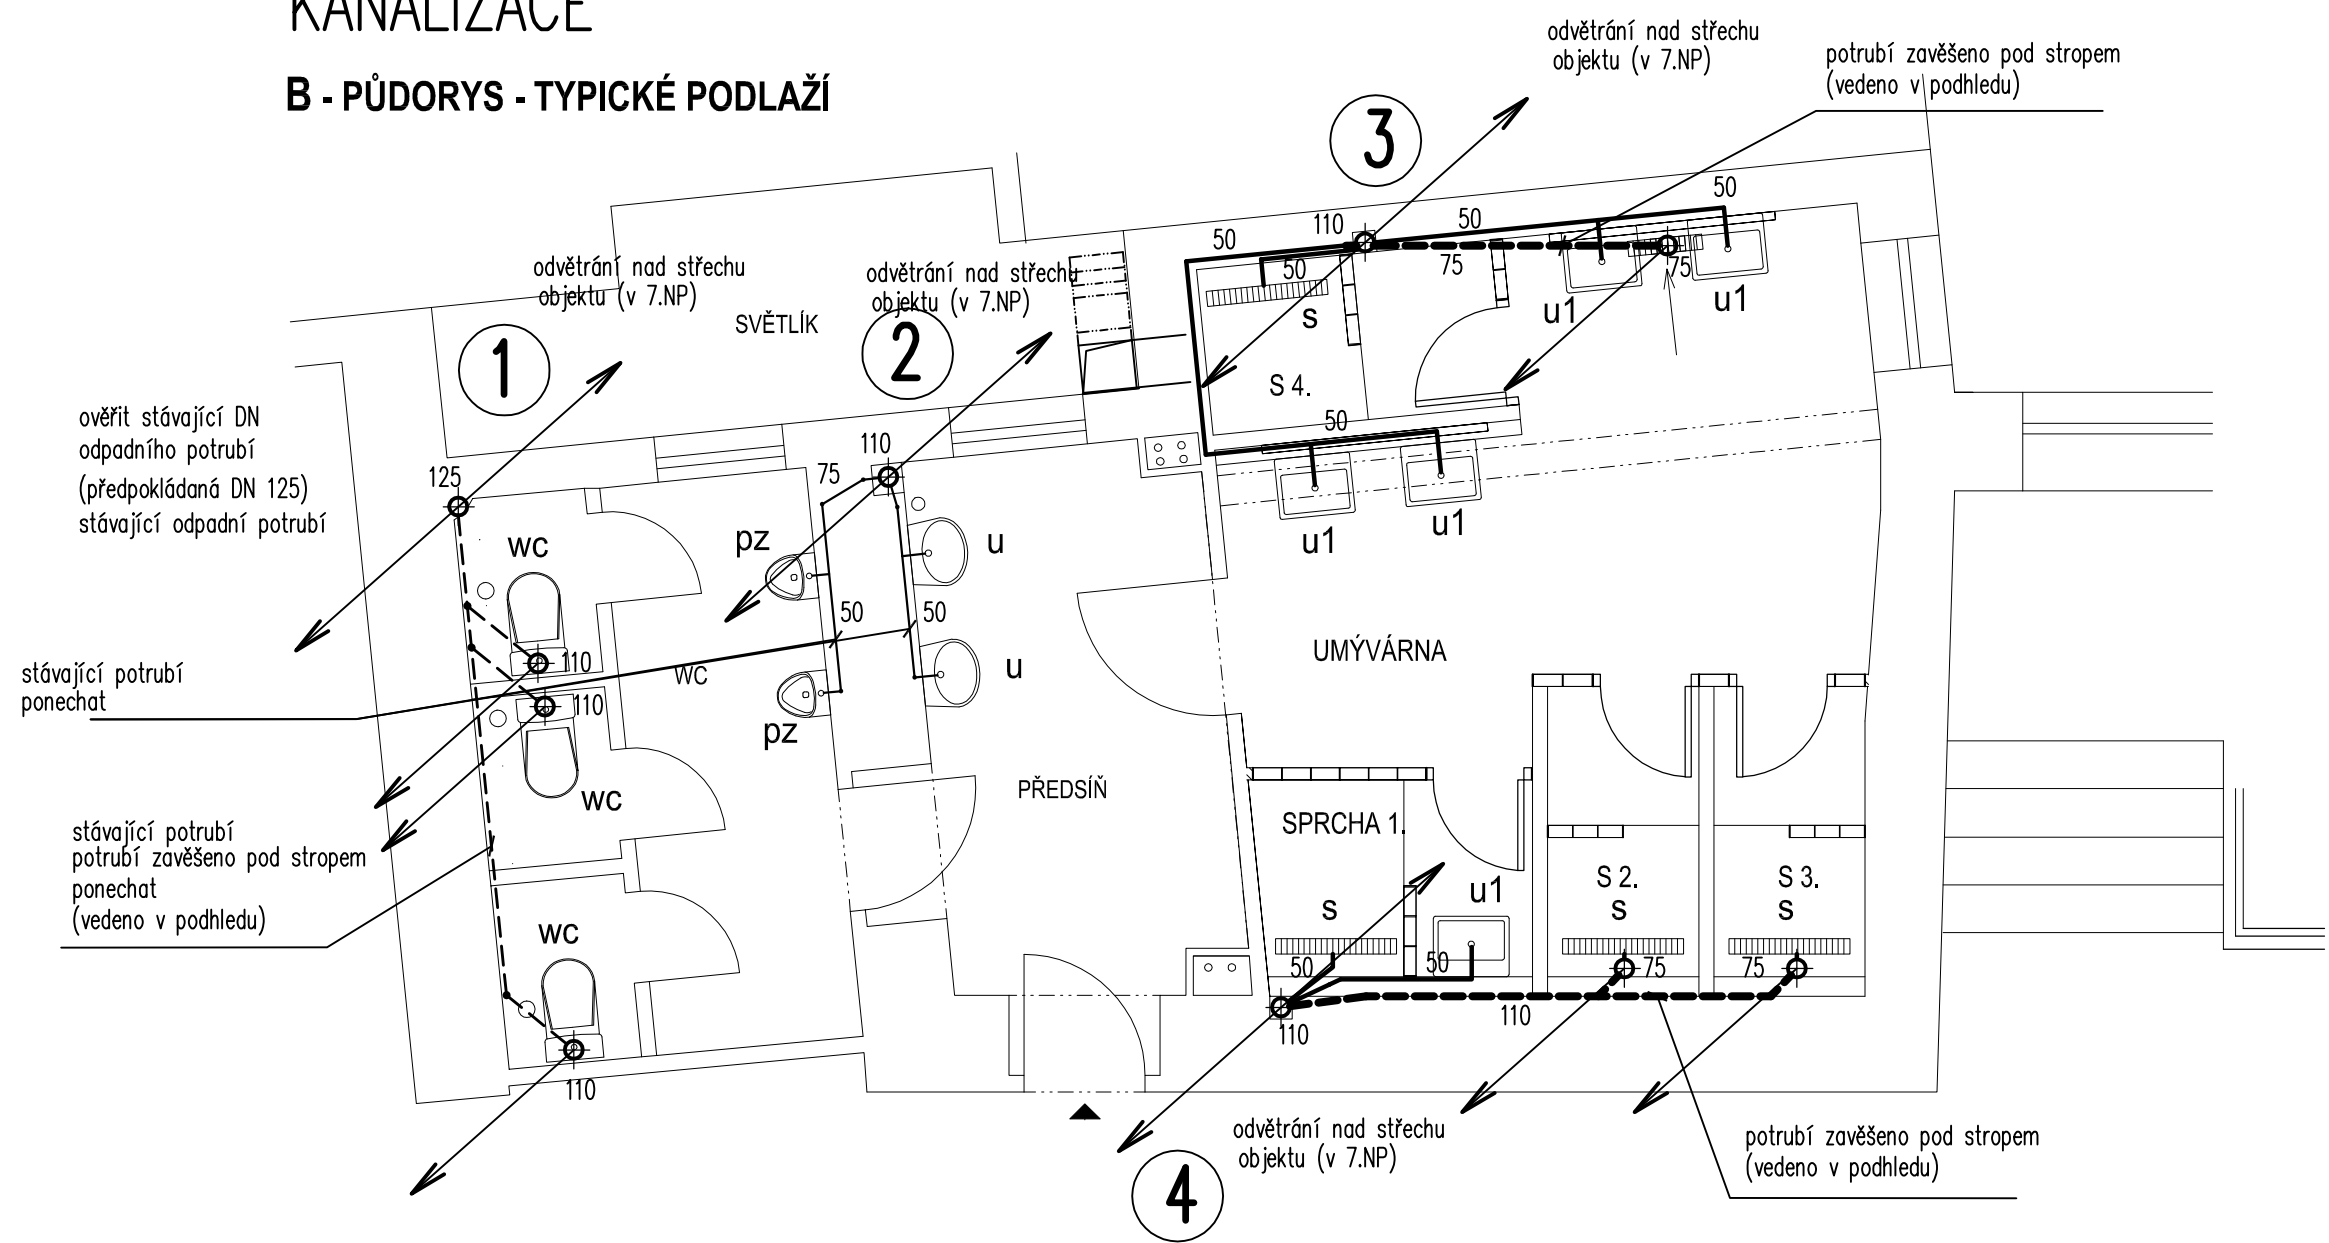 KANALIZACE
B - PŮDORYS - TYPICKÉ PODLAŽÍ
odvětrání nad střechu
objektu (v 7.NP)
potrubí zavěšeno pod stropem
(vedeno v podhledu)
3
50
110
50
50
50
75
75
s
u1
u1
S 4.
50
u1
u1
odvětrání nad střechu
objektu (v 7.NP)
odvětrání nad střechu
objektu (v 7.NP)
SVĚTLÍK
1
2
ověřit stávající DN
odpadního potrubí
(předpokládaná DN 125)
stávající odpadní potrubí
125
75
110
wc
pz
u
50
50
110
WC
u
stávající potrubí
ponechat
110
pz
wc
UMÝVÁRNA
PŘEDSÍŇ
SPRCHA 1.
stávající potrubí
potrubí zavěšeno pod stropem
ponechat
(vedeno v podhledu)
wc
S 2.
S 3.
s
u1
s
s
50
50
75
75
110
110
110
odvětrání nad střechu
objektu (v 7.NP)
potrubí zavěšeno pod stropem
(vedeno v podhledu)
4